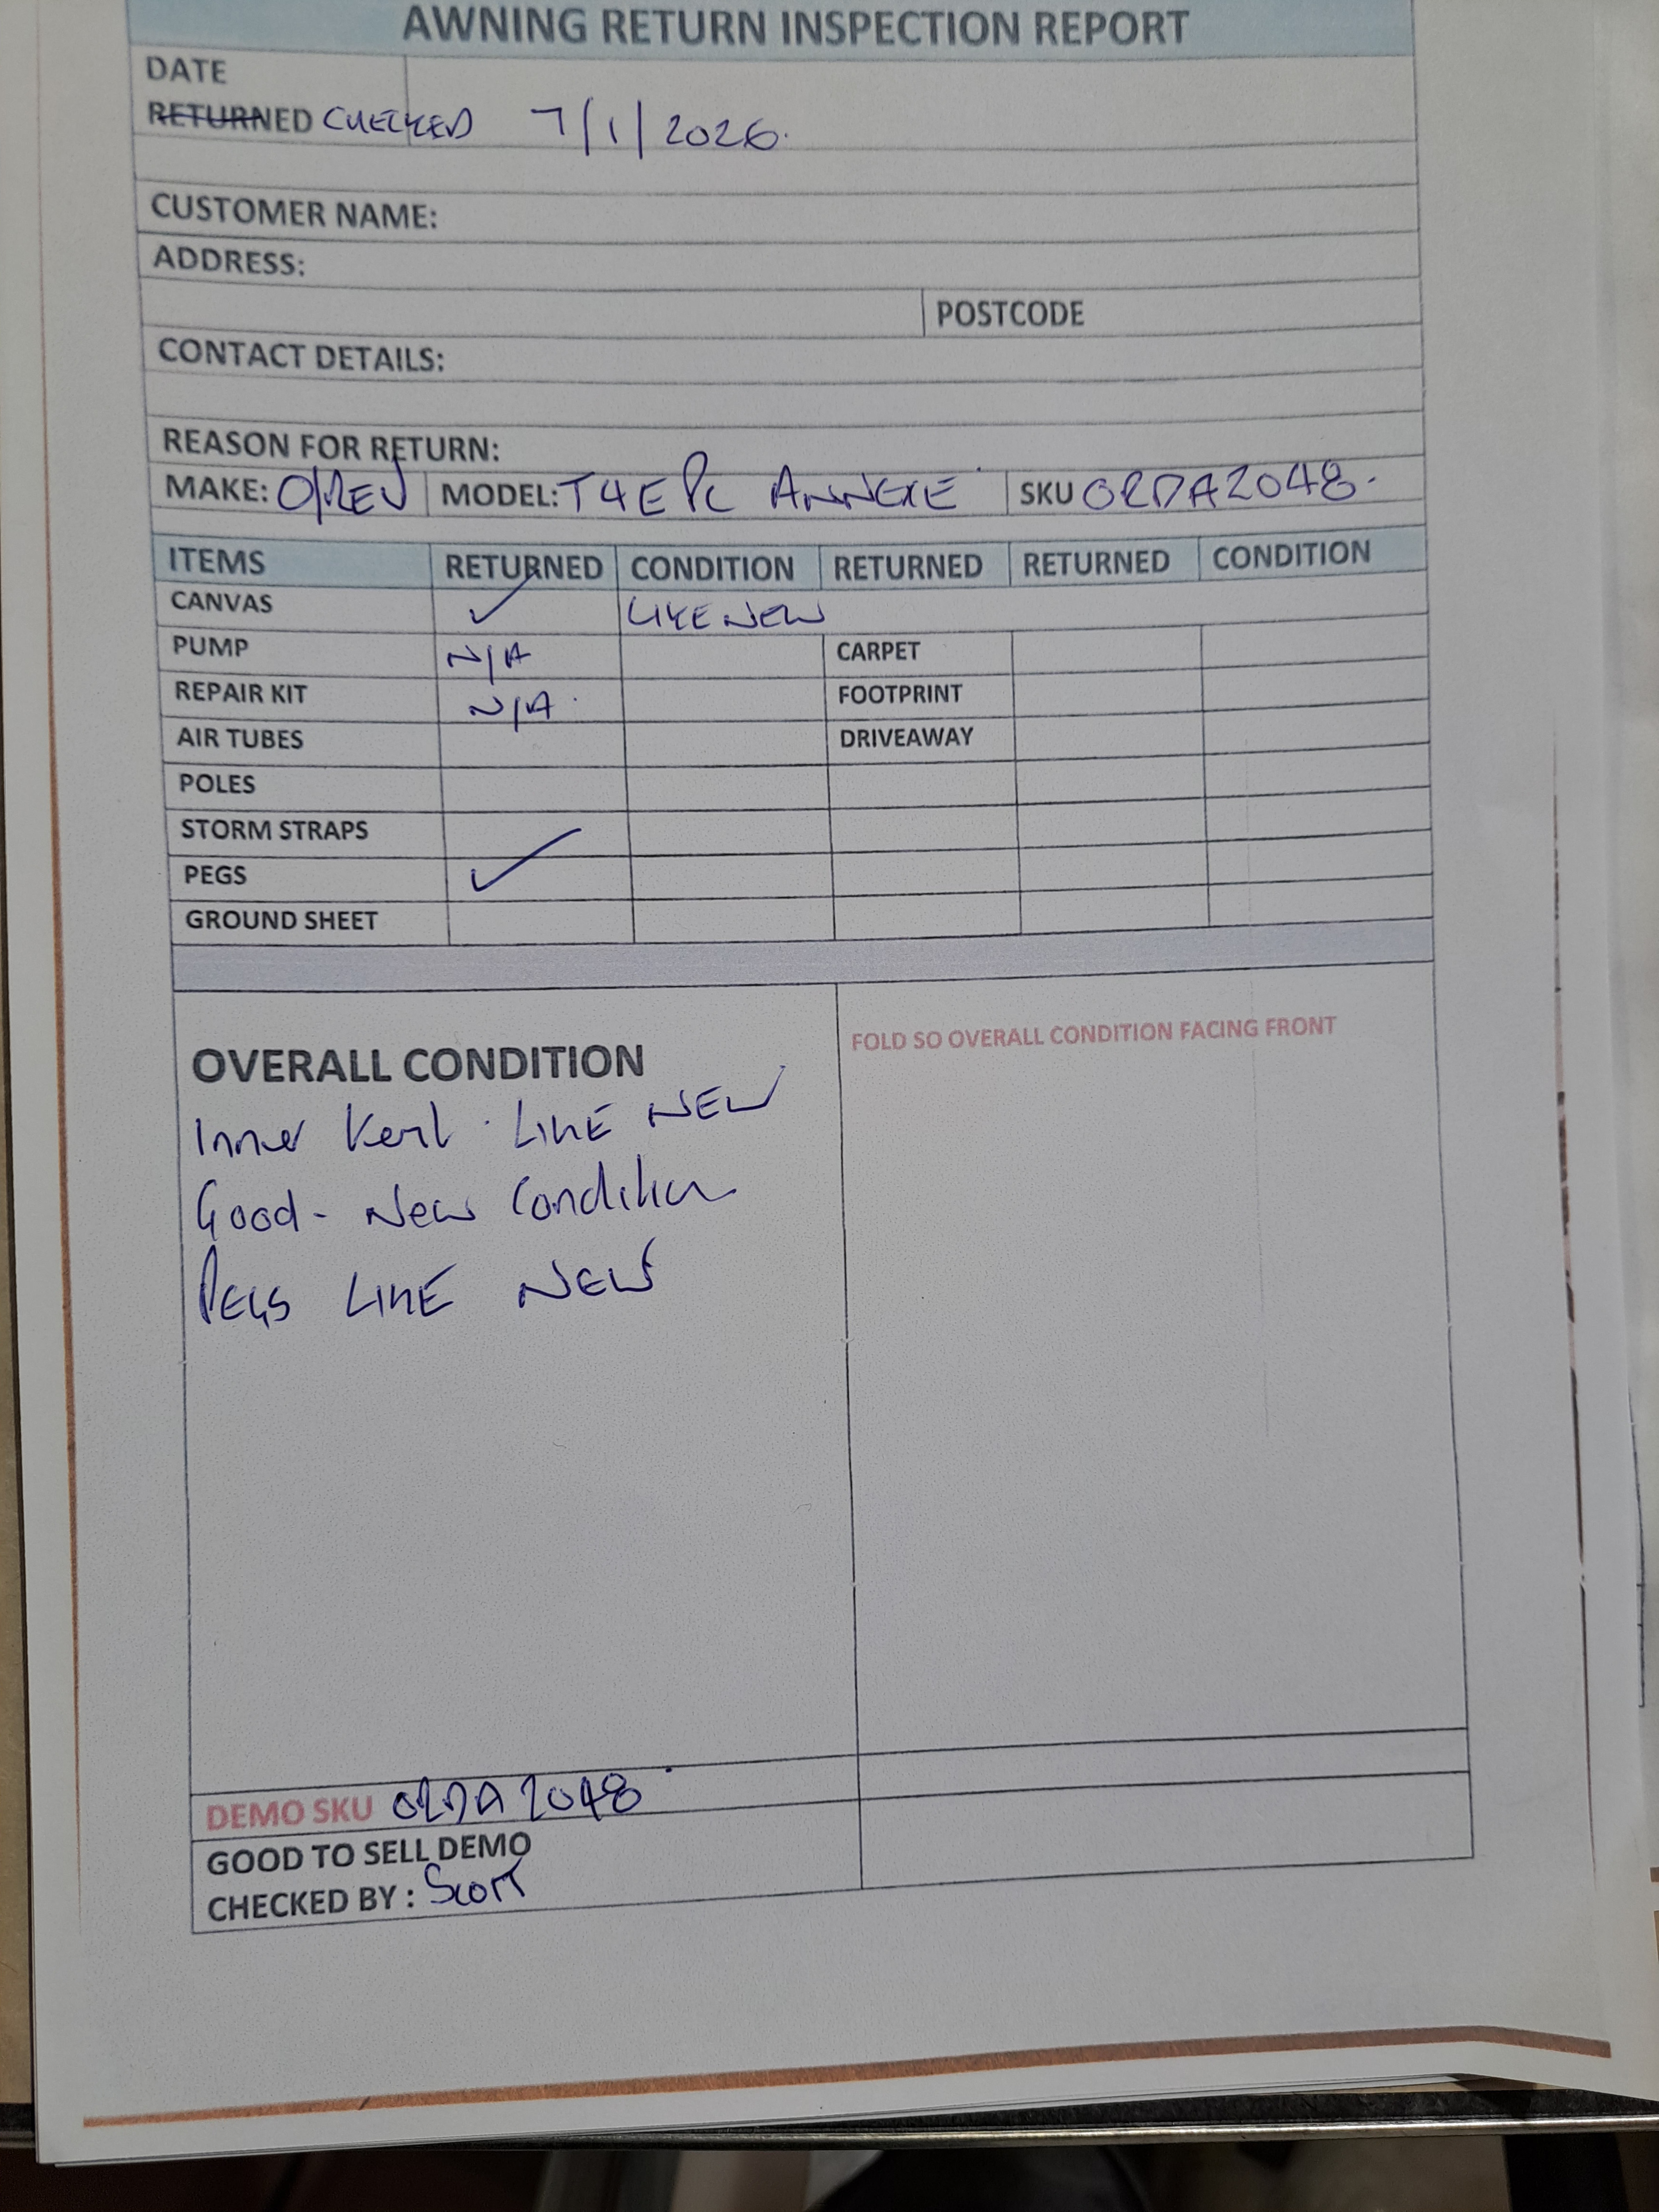 AWNING RETURN INSPECTION REPORT
DATE
RETURNED CHECKED 7/1/2026.
CUSTOMER NAME:
ADDRESS:
POSTCODE
CONTACT DETAILS:
REASON FOR RETURN:
MAKE: O/REV MODEL: T4E PC ANNEXE SKU ORDA2048.
ITEMS RETURNED CONDITION RETURNED RETURNED CONDITION
CANVAS ✓ LIKE NEW
PUMP N/A CARPET
REPAIR KIT N/A FOOTPRINT
AIR TUBES DRIVEAWAY
POLES
STORM STRAPS
PEGS ✓
GROUND SHEET
FOLD SO OVERALL CONDITION FACING FRONT
OVERALL CONDITION
Inner LIKE NEW
Good - New Condition
PEGS LIKE NEW
DEMO SKU ORDA2048
GOOD TO SELL DEMO
CHECKED BY : Scott